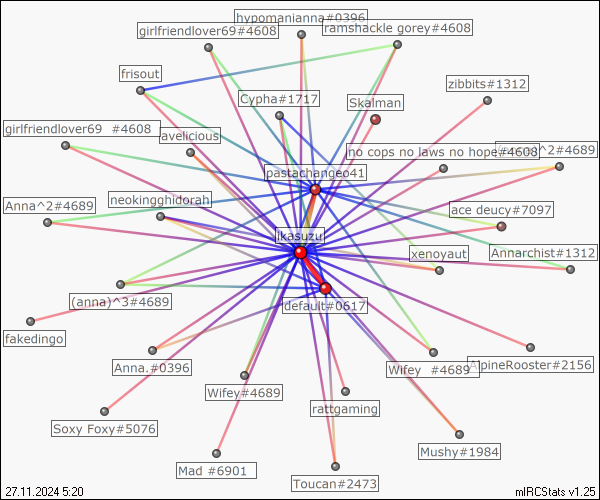 hypomanianna#0396
girlfriendlover69#4608
ramshackle gorey#4608
frisout
zibbits#1312
Cypha#1717
Skalman
girlfriendlover69 #4608
avelicious
no cops no laws no hope#4608
^2#4689
pastachangeo41
Anna^2#4689
neokingghidorah
ace deucy#7097
ikasuzu
xenoyaut
Annarchist#1312
(anna)^3#4689
default#0617
fakedingo
Anna.#0396
Wifey #4689
AlpineRooster#2156
Wifey#4689
rattgaming
Soxy Foxy#5076
Mushy#1984
Mad #6901
Toucan#2473
27.11.2024 5:20
mIRCStats v1.25